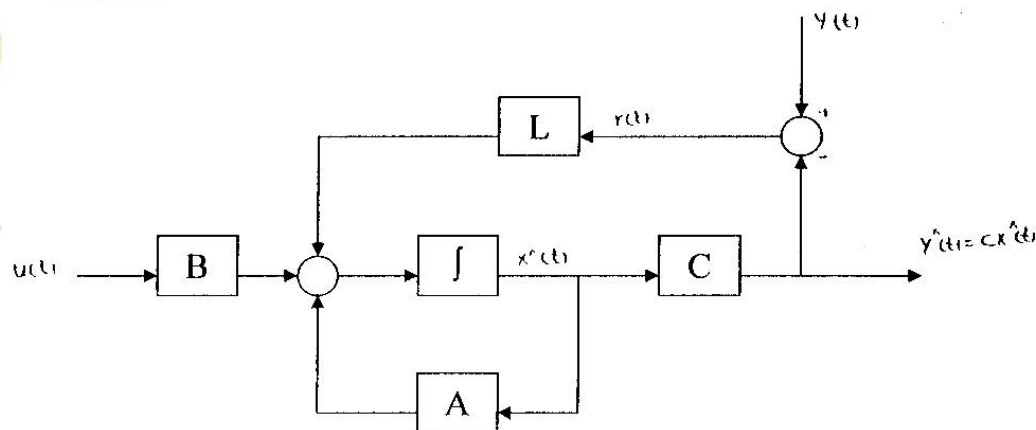 y(t)
+
L
r(t)
-
u(t)
B
∫
x^(t)
C
y^(t)=Cx^(t)
A